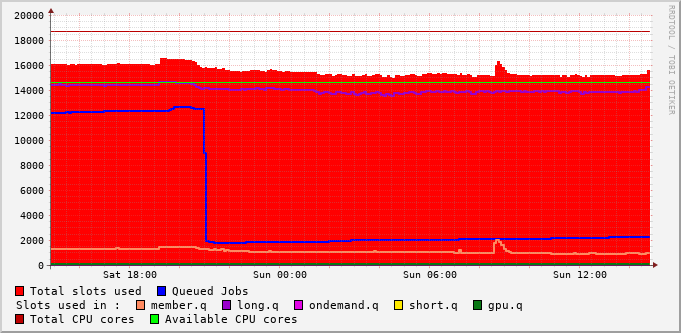 20000
18000
16000
14000
12000
10000
8000
6000
4000
2000
0
Sat 18:00 Sun 00:00 Sun 06:00 Sun 12:00
RRDTOOL / TOBI OETIKER
Total slots used Queued Jobs
Slots used in : member.q long.q ondemand.q short.q gpu.q
Total CPU cores Available CPU cores